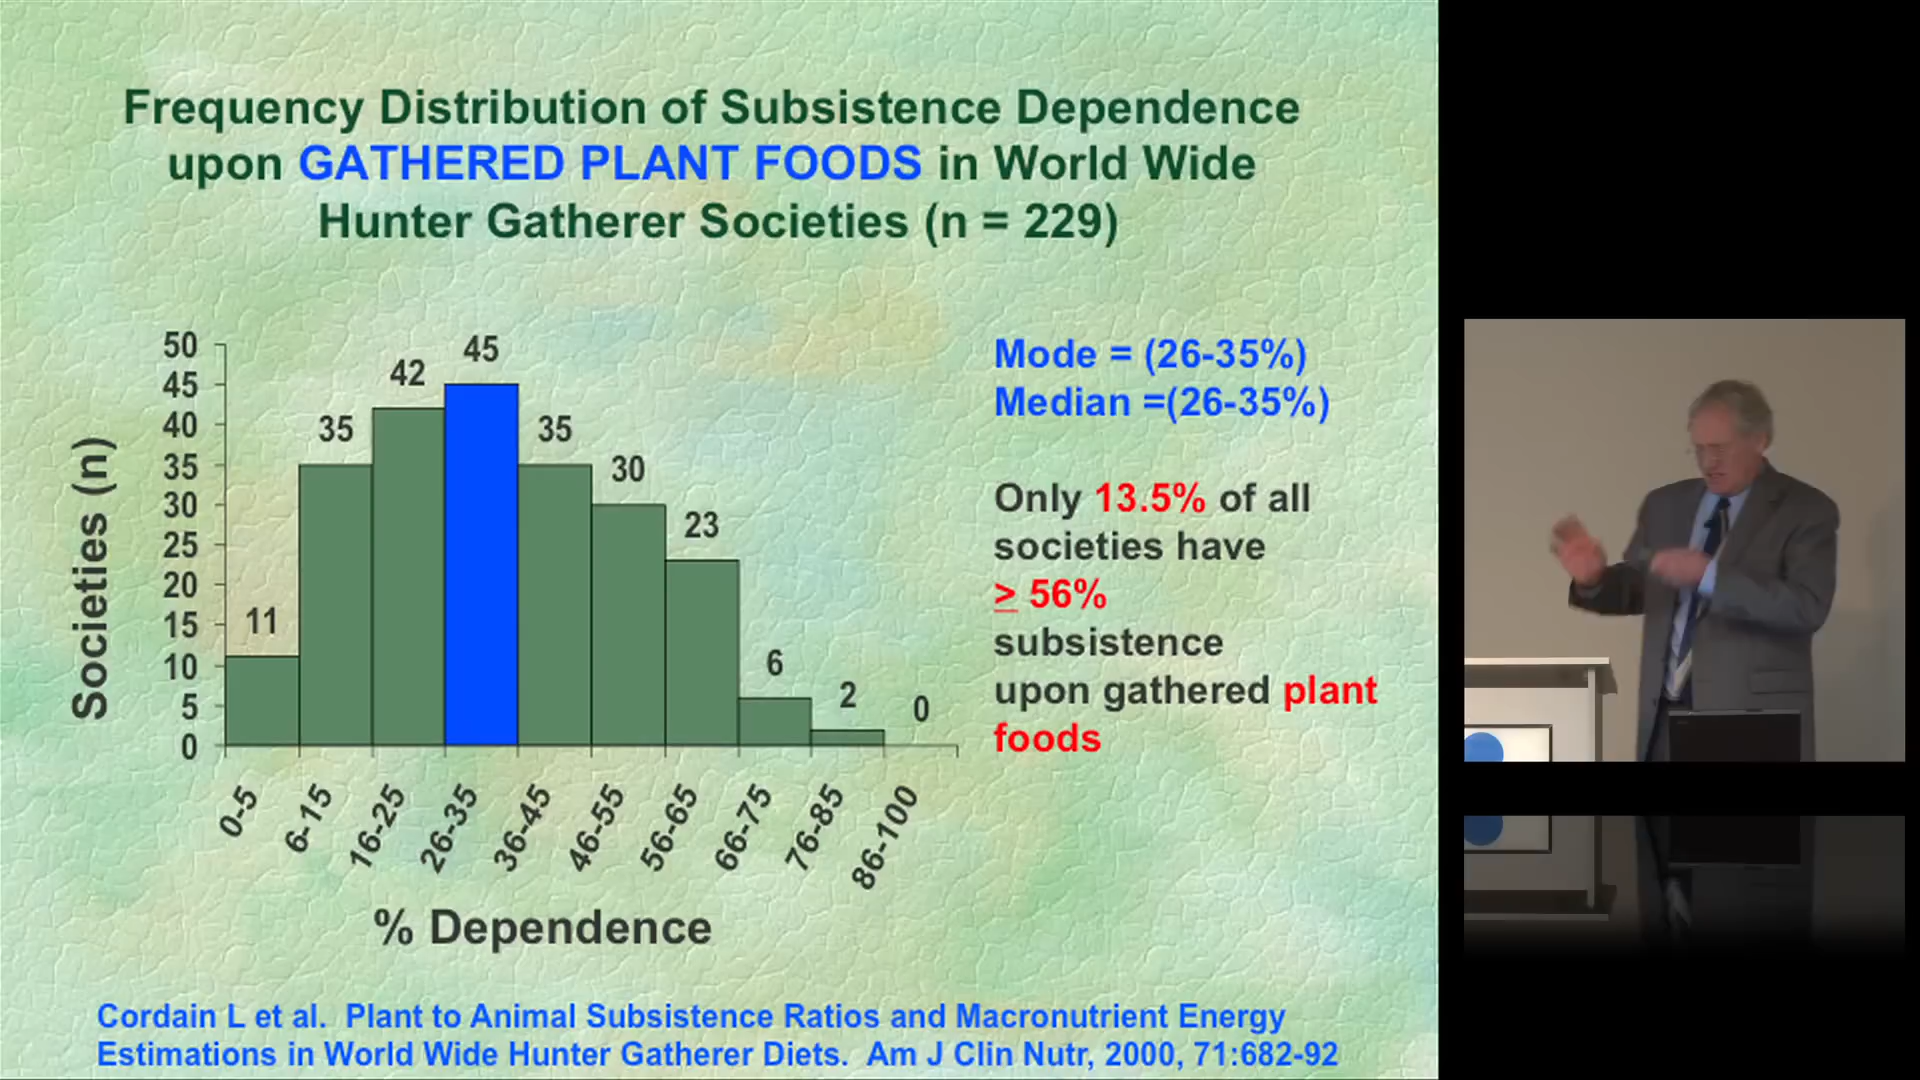 Frequency Distribution of Subsistence Dependence
upon GATHERED PLANT FOODS in World Wide
Hunter Gatherer Societies (n = 229)
Societies (n)
50
45
40
35
30
25
20
15
10
5
0
11
35
42
45
35
30
23
6
2
0
0-5
6-15
16-25
26-35
36-45
46-55
56-65
66-75
76-85
86-100
% Dependence
Mode = (26-35%)
Median =(26-35%)
Only 13.5% of all
societies have
≥ 56%
subsistence
upon gathered plant
foods
Cordain L et al. Plant to Animal Subsistence Ratios and Macronutrient Energy
Estimations in World Wide Hunter Gatherer Diets. Am J Clin Nutr, 2000, 71:682-92